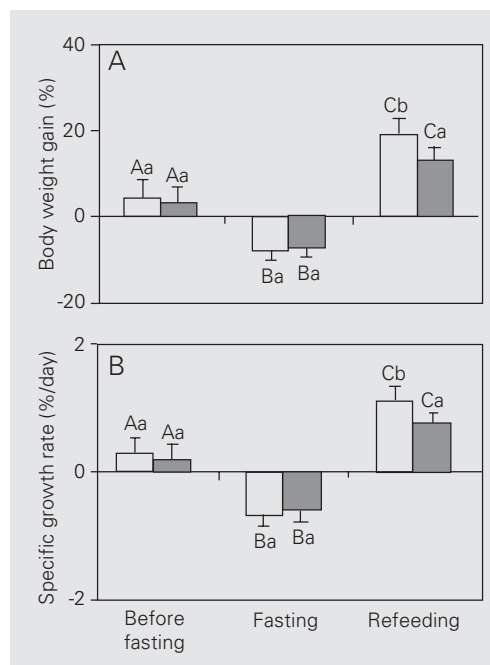 A
Body weight gain (%)
40
20
0
-20
Aa Aa
Ba Ba
Cb
Ca
B
Specific growth rate (%/day)
2
0
-2
Aa Aa
Ba Ba
Cb
Ca
Before
fasting
Fasting
Refeeding